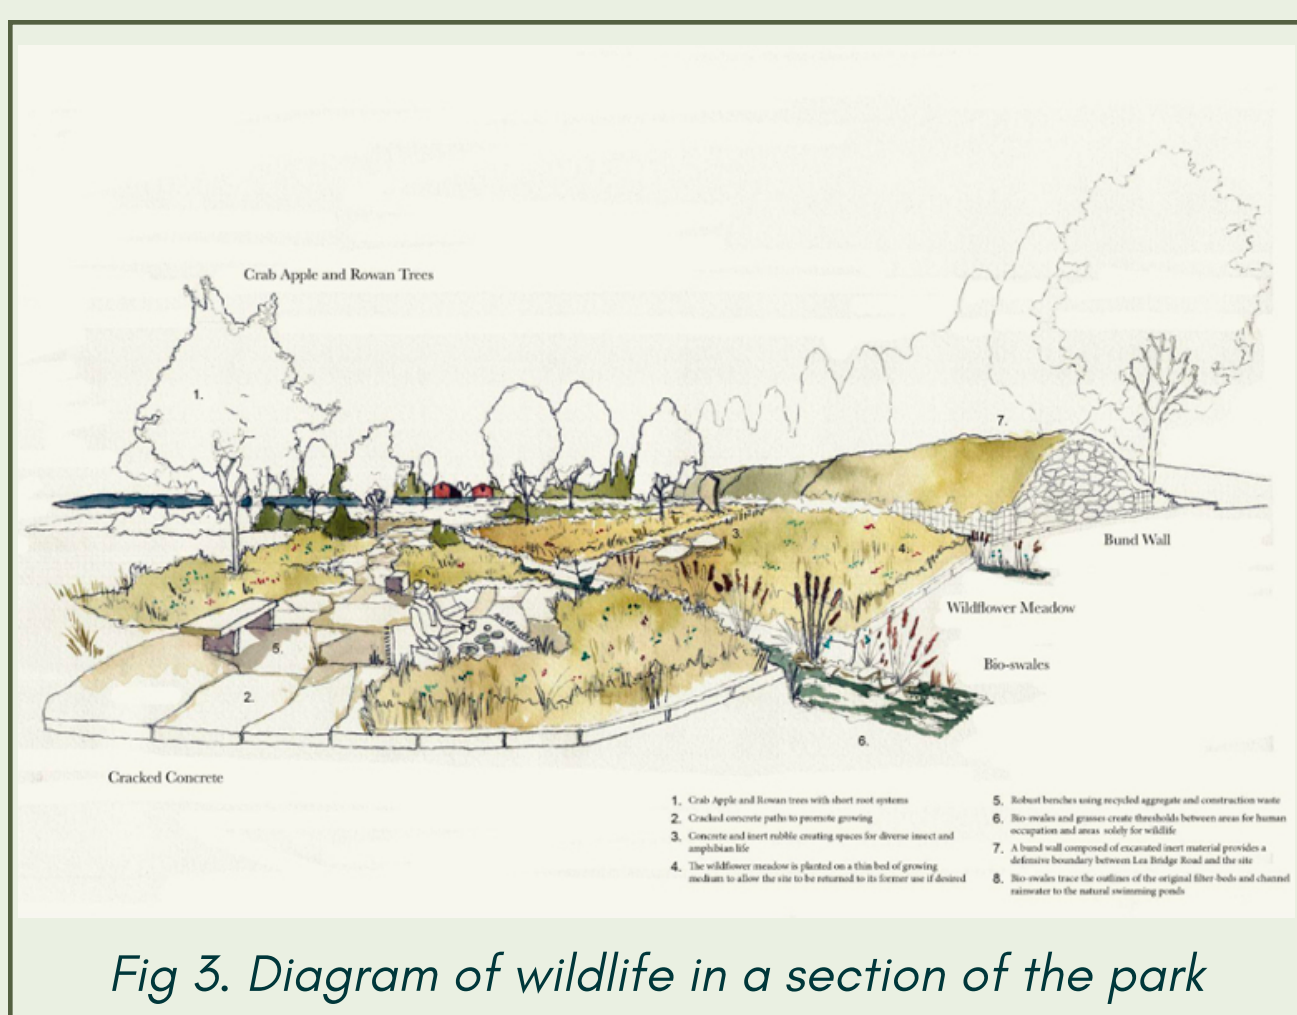 Crab Apple and Rowan Trees
1.
7.
3.
4.
Bund Wall
Wildflower Meadow
5.
Bio-swales
2.
6.
Cracked Concrete
1. Crab Apple and Rowan trees with short root systems
2. Cracked concrete paths to promote growing
3. Concrete and inert rubble creating spaces for diverse insect and
amphibian life
4. The wildflower meadow is planted on a thin bed of growing
medium to allow the site to be returned to its former use if desired
5. Robust benches using recycled aggregate and construction waste
6. Bio-swales and grasses create thresholds between areas for human
occupation and areas solely for wildlife
7. A bund wall composed of excavated inert material provides a
defensive boundary between Lea Bridge Road and the site
8. Bio-swales trace the outlines of the original filter-beds and channel
rainwater to the natural swimming ponds
Fig 3. Diagram of wildlife in a section of the park